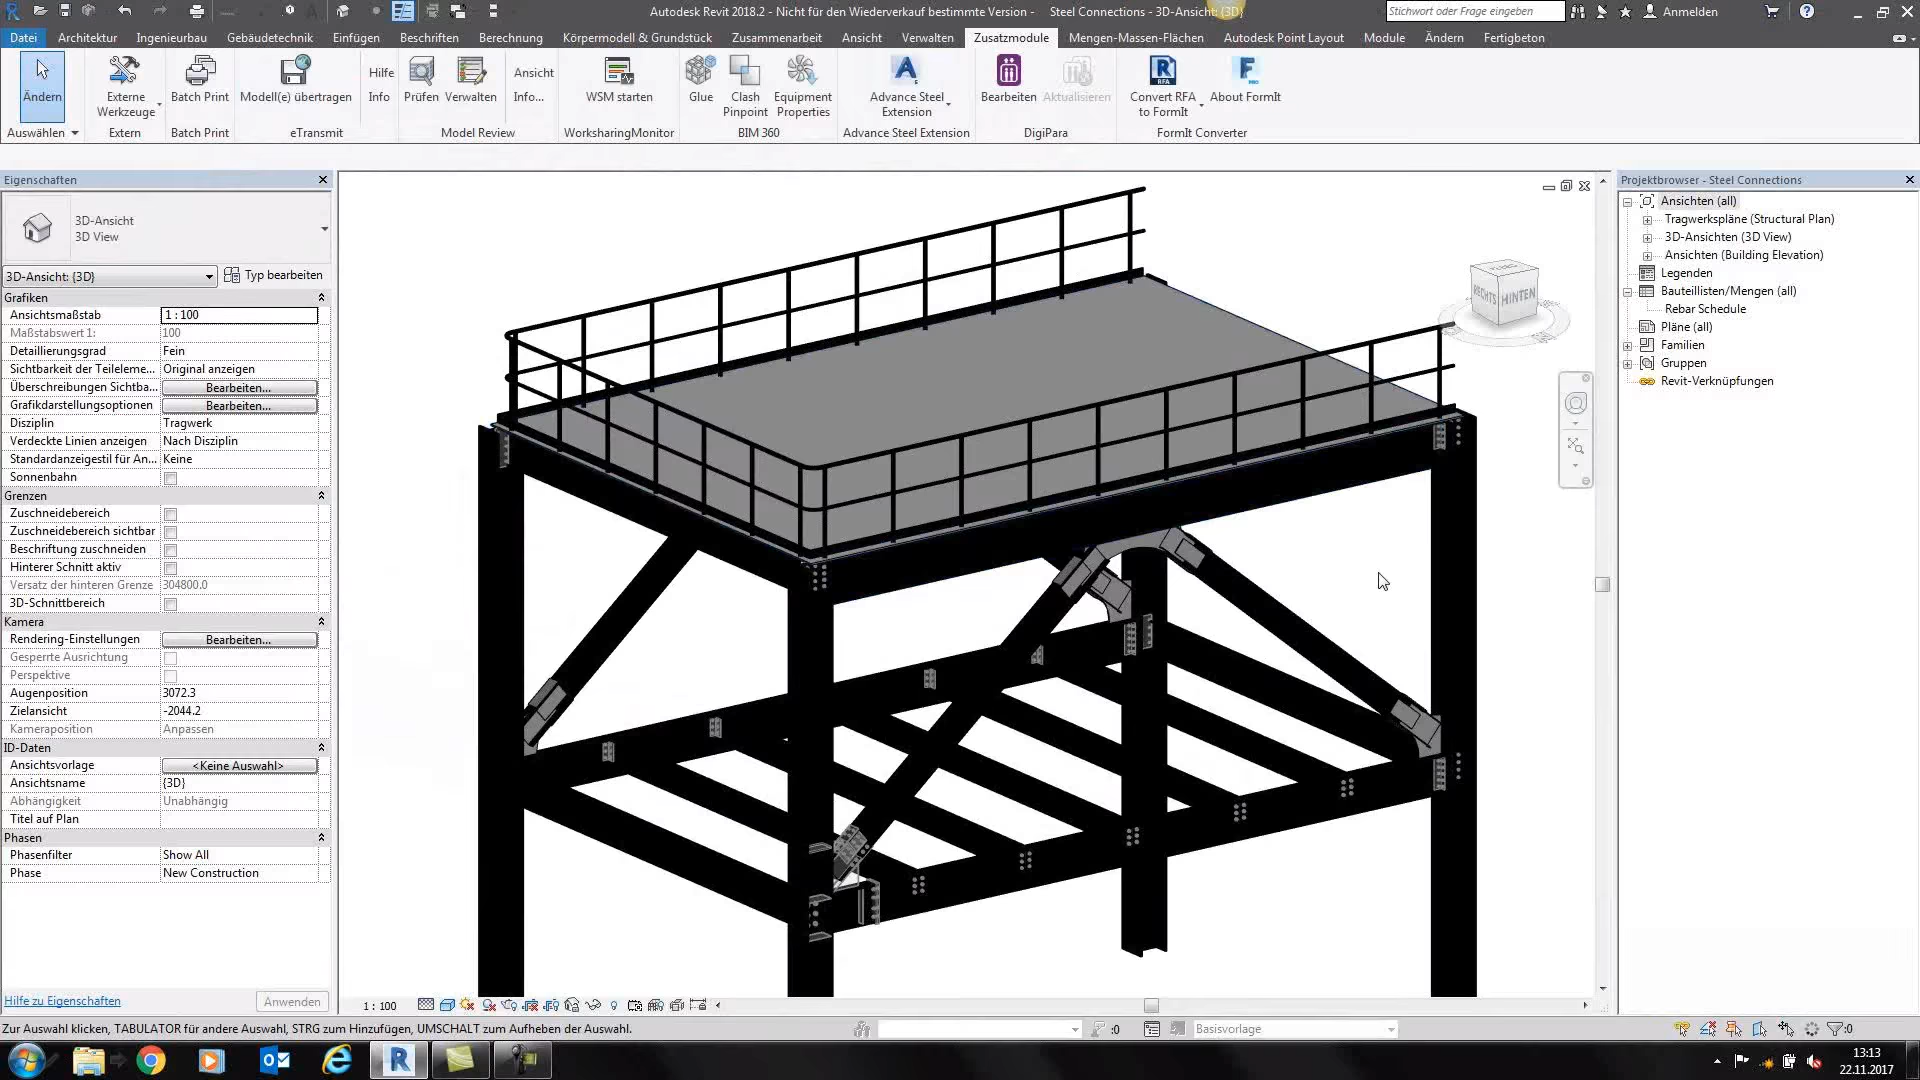 Autodesk Revit 2018.2 - Nicht für den Wiederverkauf bestimmte Version - Steel Connections - 3D-Ansicht: {3D}
Stichwort oder Frage eingeben
Anmelden
Datei Architektur Ingenieurbau Gebäudetechnik Einfügen Beschriften Berechnung Körpermodell & Grundstück Zusammenarbeit Ansicht Verwalten Zusatzmodule Mengen-Massen-Flächen Autodesk Point Layout Module Ändern Fertigbeton
Hilfe Ansicht
Ändern Externe Batch Print Modell(e) übertragen Info Prüfen Verwalten Info... WSM starten Glue Clash Equipment Advance Steel Bearbeiten Aktualisieren Convert RFA About FormIt
Werkzeuge Pinpoint Properties Extension to FormIt
Auswählen Extern Batch Print eTransmit Model Review WorksharingMonitor BIM 360 Advance Steel Extension DigiPara FormIt Converter
Eigenschaften
3D-Ansicht
3D View
3D-Ansicht: {3D} Typ bearbeiten
Grafiken
Ansichtsmaßstab 1 : 100
Maßstabswert 1: 100
Detaillierungsgrad Fein
Sichtbarkeit der Teileleme... Original anzeigen
Überschreibungen Sichtba... Bearbeiten...
Grafikdarstellungsoptionen Bearbeiten...
Disziplin Tragwerk
Verdeckte Linien anzeigen Nach Disziplin
Standardanzeigestil für An... Keine
Sonnenbahn
Grenzen
Zuschneidebereich
Zuschneidebereich sichtbar
Beschriftung zuschneiden
Hinterer Schnitt aktiv
Versatz der hinteren Grenze 304800.0
3D-Schnittbereich
Kamera
Rendering-Einstellungen Bearbeiten...
Gesperrte Ausrichtung
Perspektive
Augenposition 3072.3
Zielansicht -2044.2
Kameraposition Anpassen
ID-Daten
Ansichtsvorlage <Keine Auswahl>
Ansichtsname {3D}
Abhängigkeit Unabhängig
Titel auf Plan
Phasen
Phasenfilter Show All
Phase New Construction
Hilfe zu Eigenschaften Anwenden
RECHTS HINTEN
Projektbrowser - Steel Connections
Ansichten (all)
Tragwerkspläne (Structural Plan)
3D-Ansichten (3D View)
Ansichten (Building Elevation)
Legenden
Bauteillisten/Mengen (all)
Rebar Schedule
Pläne (all)
Familien
Gruppen
Revit-Verknüpfungen
1 : 100
Zur Auswahl klicken, TABULATOR für andere Auswahl, STRG zum Hinzufügen, UMSCHALT zum Aufheben der Auswahl.
:0
Basisvorlage
:0
13:13
22.11.2017